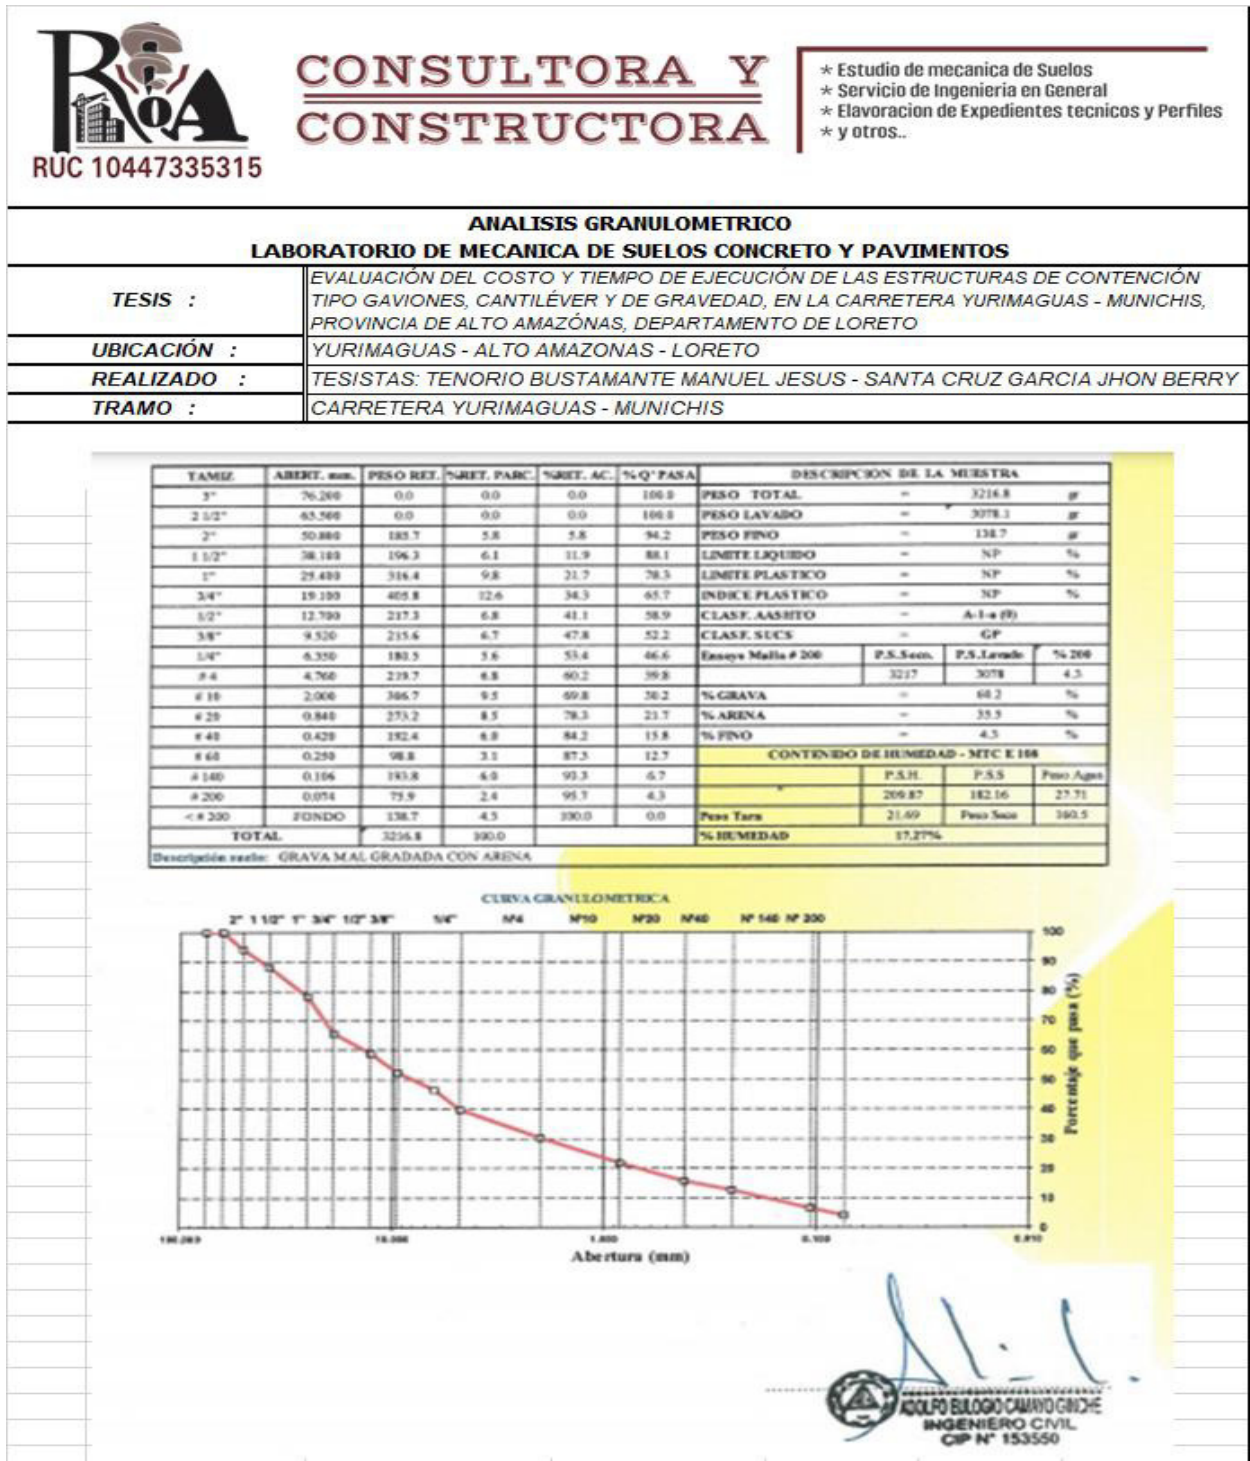 ROA
RUC 10447335315
CONSULTORA Y
CONSTRUCTORA
* Estudio de mecanica de Suelos
* Servicio de Ingenieria en General
* Elavoracion de Expedientes tecnicos y Perfiles
* y otros..
ANALISIS GRANULOMETRICO
LABORATORIO DE MECANICA DE SUELOS CONCRETO Y PAVIMENTOS
TESIS : EVALUACIÓN DEL COSTO Y TIEMPO DE EJECUCIÓN DE LAS ESTRUCTURAS DE CONTENCIÓN
TIPO GAVIONES, CANTILÉVER Y DE GRAVEDAD, EN LA CARRETERA YURIMAGUAS - MUNICHIS,
PROVINCIA DE ALTO AMAZÓNAS, DEPARTAMENTO DE LORETO
UBICACIÓN : YURIMAGUAS - ALTO AMAZONAS - LORETO
REALIZADO : TESISTAS: TENORIO BUSTAMANTE MANUEL JESUS - SANTA CRUZ GARCIA JHON BERRY
TRAMO : CARRETERA YURIMAGUAS - MUNICHIS
TAMIZ ABERT. mm. PESO RET. %RET. PARC. %RET. AC. % Q' PASA DESCRIPCION DE LA MUESTRA
3" 76.200 0.0 0.0 0.0 100.0 PESO TOTAL = 3216.8 gr
2 1/2" 63.500 0.0 0.0 0.0 100.0 PESO LAVADO = 3078.1 gr
2" 50.800 185.7 5.8 5.8 94.2 PESO FINO = 138.7 gr
1 1/2" 38.100 196.3 6.1 11.9 88.1 LIMITE LIQUIDO = NP %
1" 25.400 316.4 9.8 21.7 78.3 LIMITE PLASTICO = NP %
3/4" 19.100 405.8 12.6 34.3 65.7 INDICE PLASTICO = NP %
1/2" 12.700 217.3 6.8 41.1 58.9 CLASF. AASHTO = A-1-a (0)
3/8" 9.520 215.6 6.7 47.8 52.2 CLASF. SUCS = GP
1/4" 6.350 180.5 5.6 53.4 46.6 Ensayo Malla # 200 P.S.Seco. P.S.Lavado % 200
# 4 4.760 219.7 6.8 60.2 39.8 3217 3078 4.3
# 10 2.000 306.7 9.5 69.8 30.2 % GRAVA = 60.2 %
# 20 0.840 273.2 8.5 78.3 21.7 % ARENA = 35.5 %
# 40 0.420 192.4 6.0 84.2 15.8 % FINO = 4.3 %
# 60 0.250 98.8 3.1 87.3 12.7 CONTENIDO DE HUMEDAD - MTC E 108
# 140 0.106 193.8 6.0 93.3 6.7 P.S.H. P.S.S Peso Agua
# 200 0.074 75.9 2.4 95.7 4.3 209.87 182.16 27.71
< # 200 FONDO 138.7 4.3 100.0 0.0 Peso Tara 21.69 Peso Seco 160.5
TOTAL 3216.8 100.0 % HUMEDAD 17.27%
Descripción suelo: GRAVA MAL GRADADA CON ARENA
CURVA GRANULOMETRICA
2" 1 1/2" 1" 3/4" 1/2" 3/8" 1/4" Nº4 Nº10 Nº20 Nº40 Nº 140 Nº 200
100
90
80
70
60
50
40
30
20
10
0
Porcentaje que pasa (%)
100.000 10.000 1.000 0.100 0.010
Abertura (mm)
ADOLFO EULOGIO CAMAYO
INGENIERO CIVIL
CIP Nº 153550